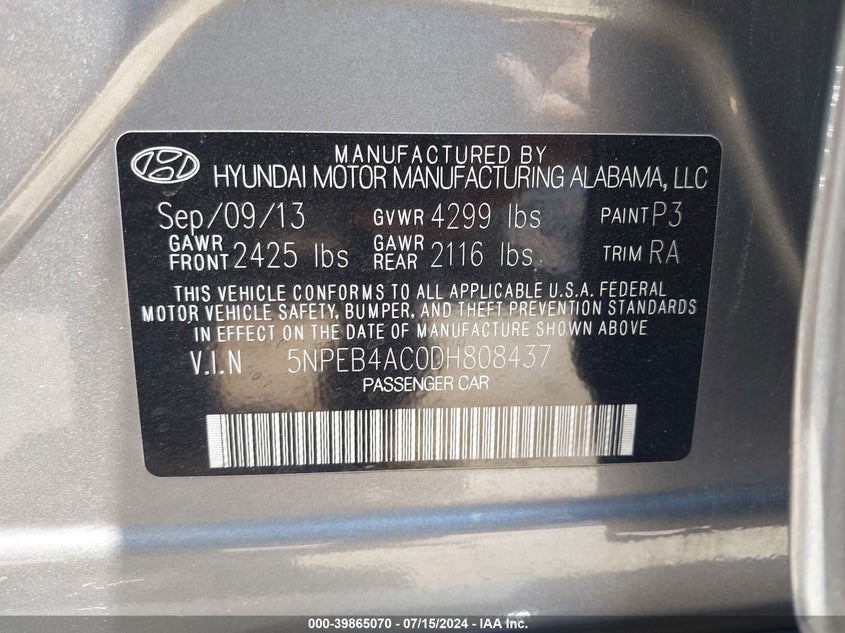 MANUFACTURED BY
HYUNDAI MOTOR MANUFACTURING ALABAMA, LLC
Sep/09/13 GVWR 4299 lbs PAINT P3
GAWR FRONT 2425 lbs GAWR REAR 2116 lbs TRIM RA
THIS VEHICLE CONFORMS TO ALL APPLICABLE U.S.A. FEDERAL
MOTOR VEHICLE SAFETY, BUMPER, AND THEFT PREVENTION STANDARDS
IN EFFECT ON THE DATE OF MANUFACTURE SHOWN ABOVE
V.I.N 5NPEB4AC0DH808437
PASSENGER CAR
000-39865070 - 07/15/2024 - IAA Inc.